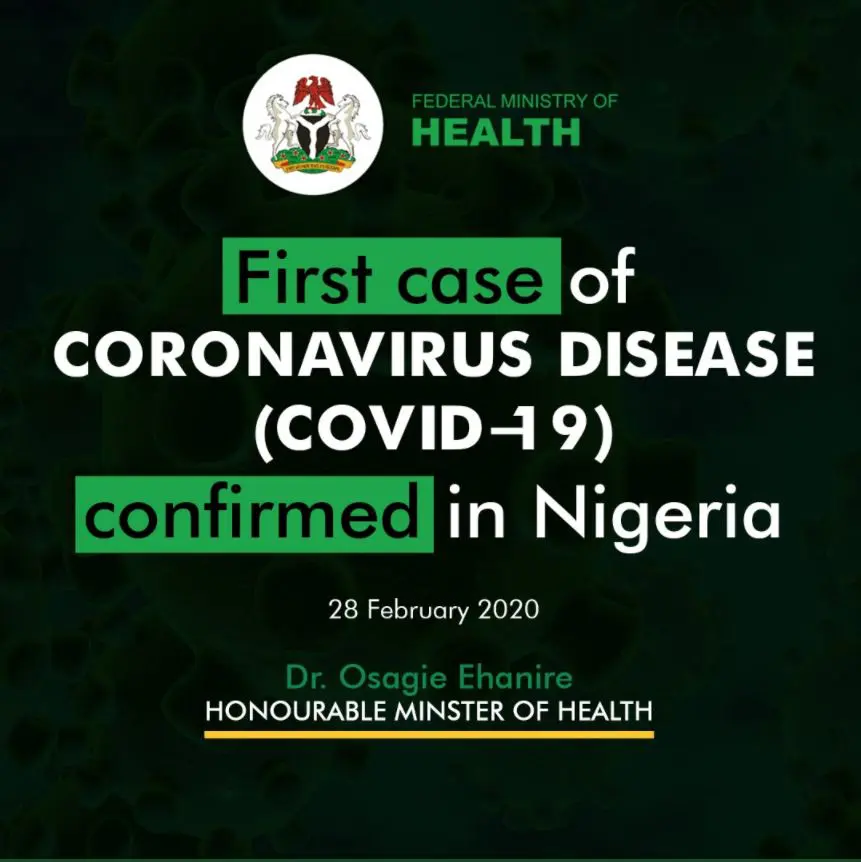 FEDERAL MINISTRY OF
HEALTH
First case of
CORONAVIRUS DISEASE
(COVID-19)
confirmed in Nigeria
28 February 2020
Dr. Osagie Ehanire
HONOURABLE MINSTER OF HEALTH